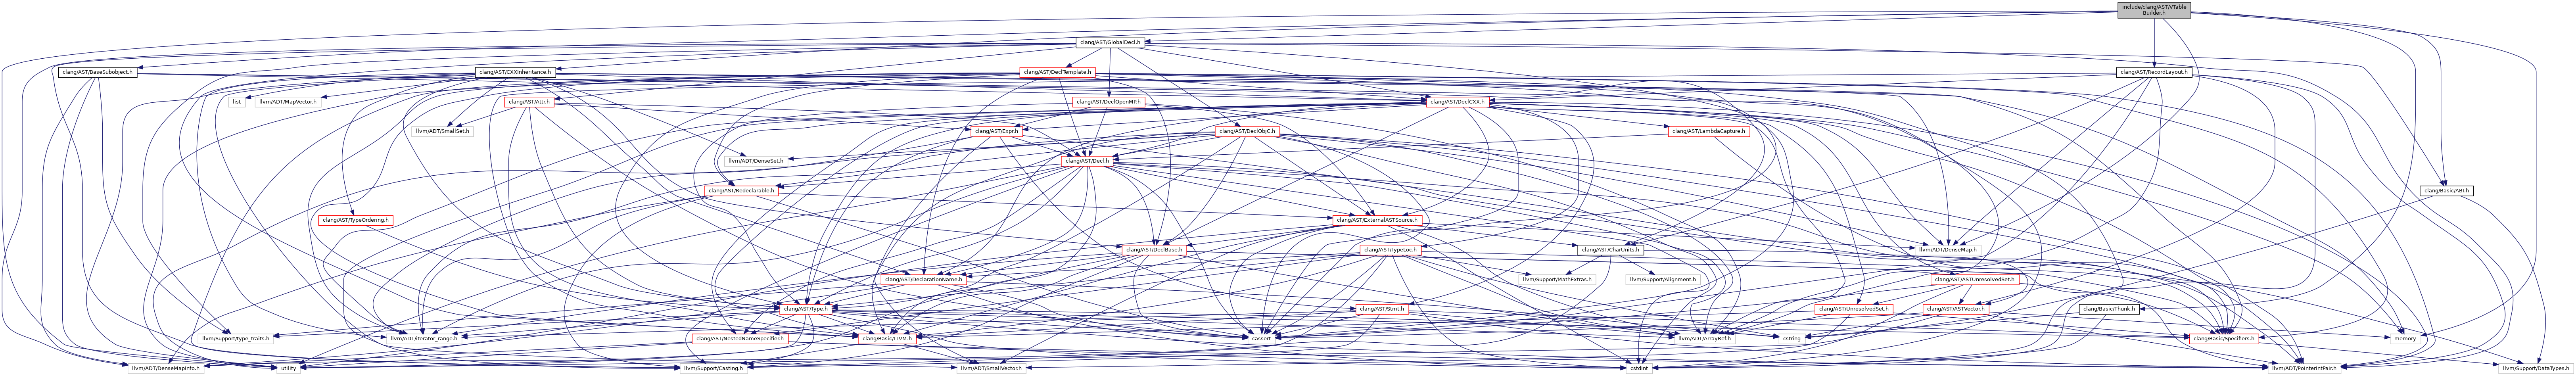 include/clang/AST/VTable
Builder.h
clang/AST/GlobalDecl.h
clang/AST/BaseSubobject.h
clang/AST/CXXInheritance.h
clang/AST/DeclTemplate.h
clang/AST/RecordLayout.h
list
llvm/ADT/MapVector.h
clang/AST/Attr.h
clang/AST/DeclOpenMP.h
clang/AST/DeclCXX.h
llvm/ADT/SmallSet.h
clang/AST/Expr.h
clang/AST/DeclObjC.h
clang/AST/LambdaCapture.h
llvm/ADT/DenseSet.h
clang/AST/Decl.h
clang/AST/Redeclarable.h
clang/Basic/ABI.h
clang/AST/TypeOrdering.h
clang/AST/ExternalASTSource.h
clang/AST/DeclBase.h
clang/AST/TypeLoc.h
clang/AST/CharUnits.h
llvm/ADT/DenseMap.h
clang/AST/DeclarationName.h
llvm/Support/MathExtras.h
llvm/Support/Alignment.h
clang/AST/ASTUnresolvedSet.h
clang/AST/Type.h
clang/AST/Stmt.h
clang/AST/UnresolvedSet.h
clang/AST/ASTVector.h
clang/Basic/Thunk.h
llvm/Support/type_traits.h
llvm/ADT/iterator_range.h
clang/AST/NestedNameSpecifier.h
clang/Basic/LLVM.h
cassert
llvm/ADT/ArrayRef.h
cstring
clang/Basic/Specifiers.h
memory
llvm/ADT/DenseMapInfo.h
utility
llvm/Support/Casting.h
llvm/ADT/SmallVector.h
cstdint
llvm/ADT/PointerIntPair.h
llvm/Support/DataTypes.h